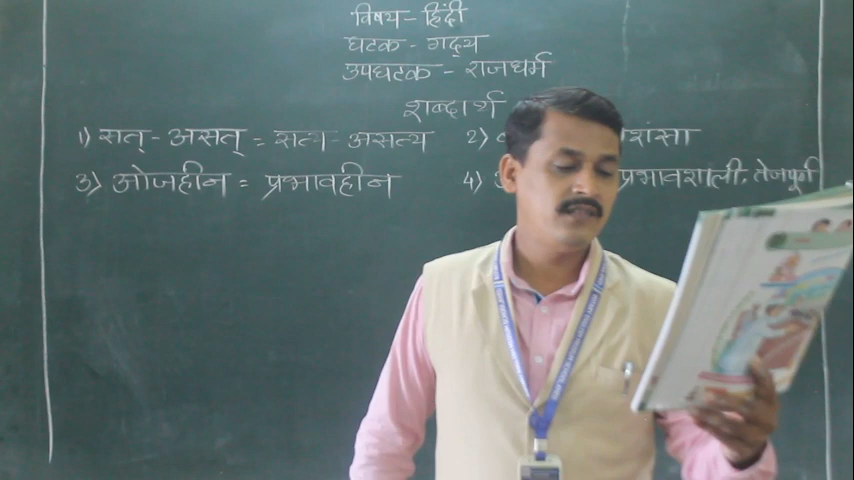 विषय - हिंदी
घटक - गद्य
उपघटक - राजधर्म
शब्दार्थ
1) सत् - असत् = सत्य - असत्य 2)
3) ओजहीन = प्रभावहीन 4) प्रभावशाली, तेजपूर्ण